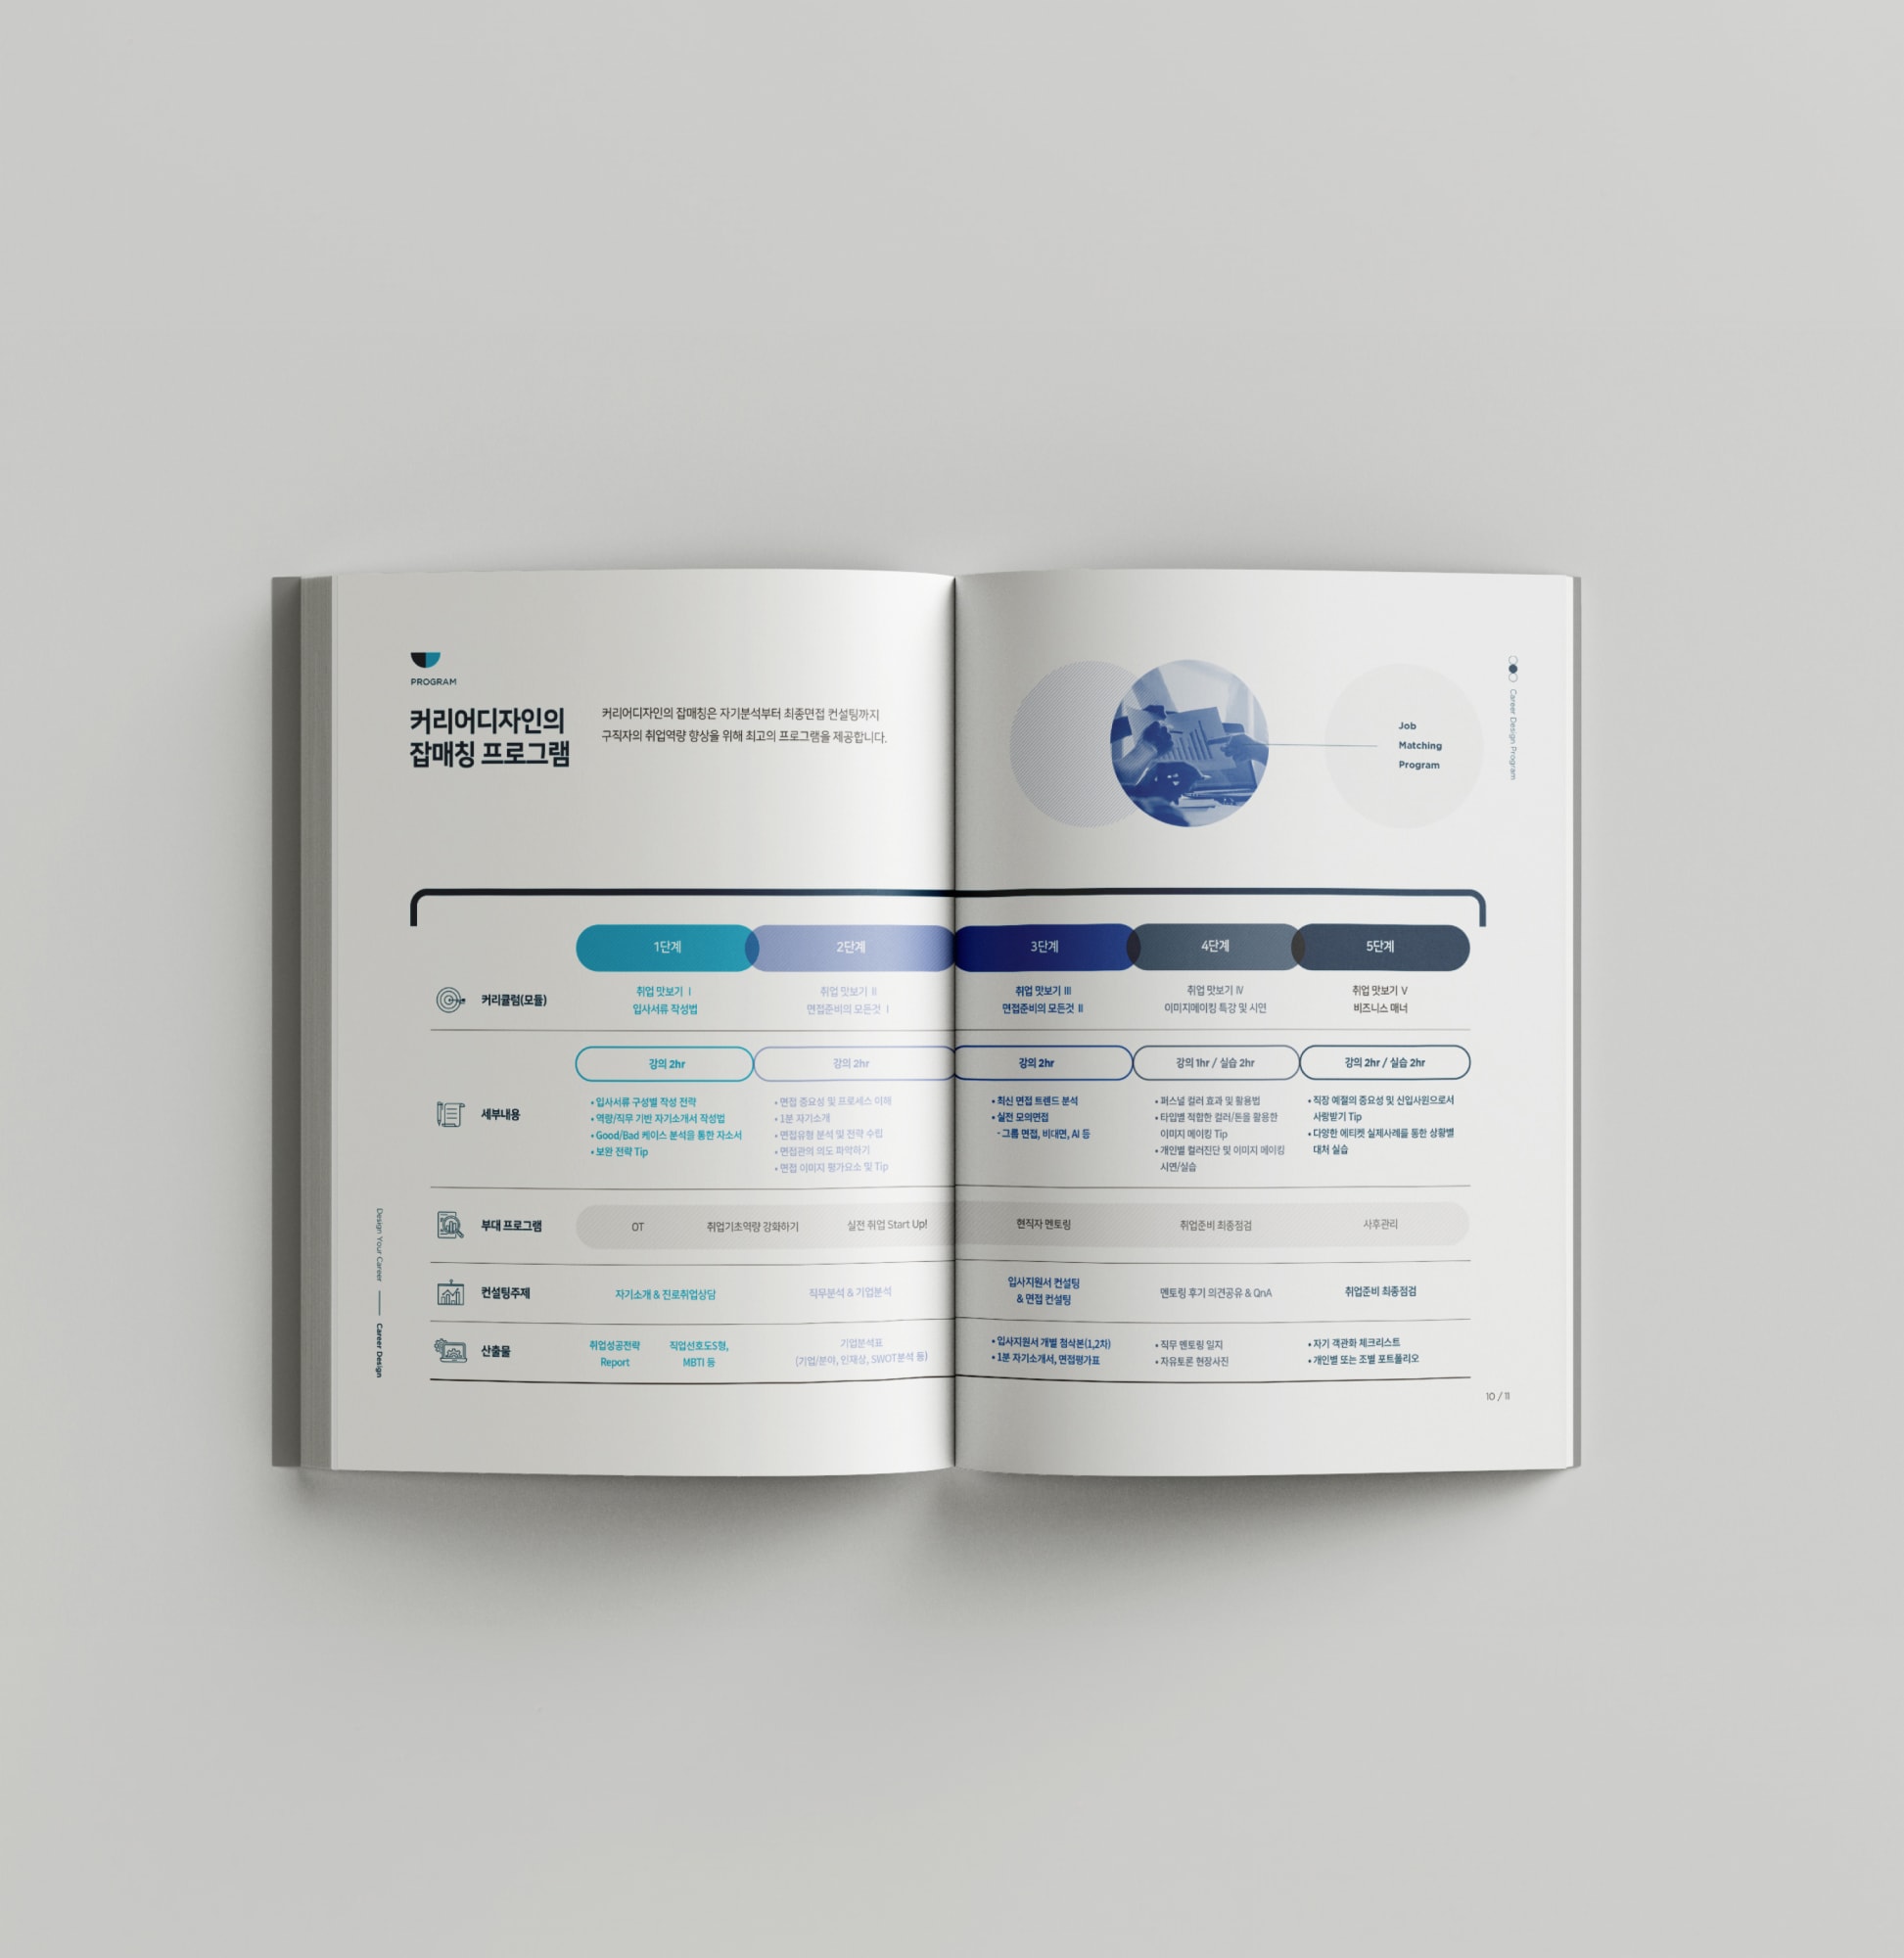 PROGRAM
커리어디자인의
잡매칭 프로그램
커리어디자인의 잡매칭은 자기분석부터 최종면접 컨설팅까지
구직자의 취업역량 향상을 위해 최고의 프로그램을 제공합니다.
Job
Matching
Program
Career Design Program
1단계
2단계
3단계
4단계
5단계
커리큘럼(모듈)
취업 맛보기 Ⅰ
입사서류 작성법
취업 맛보기 Ⅱ
면접준비의 모든것 Ⅰ
취업 맛보기 Ⅲ
면접준비의 모든것 Ⅱ
취업 맛보기 Ⅳ
이미지메이킹 특강 및 시연
취업 맛보기 Ⅴ
비즈니스 매너
세부내용
강의 2hr
• 입사서류 구성별 작성 전략
• 역량/직무 기반 자기소개서 작성법
• Good/Bad 케이스 분석을 통한 자소서
• 보완 전략 Tip
강의 2hr
• 면접 중요성 및 프로세스 이해
• 1분 자기소개
• 면접유형 분석 및 전략 수립
• 면접관의 의도 파악하기
• 면접 이미지 평가요소 및 Tip
강의 2hr
• 최신 면접 트렌드 분석
• 실전 모의면접
- 그룹 면접, 비대면, AI 등
강의 1hr / 실습 2hr
• 퍼스널 컬러 효과 및 활용법
• 타입별 적합한 컬러/톤을 활용한
이미지 메이킹 Tip
• 개인별 컬러진단 및 이미지 메이킹
시연/실습
강의 2hr / 실습 2hr
• 직장 예절의 중요성 및 신입사원으로서
사랑받기 Tip
• 다양한 에티켓 실제사례를 통한 상황별
대처 실습
부대 프로그램
OT
취업기초역량 강화하기
실전 취업 Start Up!
현직자 멘토링
취업준비 최종점검
사후관리
컨설팅주제
자기소개 & 진로취업상담
직무분석 & 기업분석
입사지원서 컨설팅
& 면접 컨설팅
멘토링 후기 의견공유 & QnA
취업준비 최종점검
산출물
취업성공전략
Report
직업선호도S형,
MBTI 등
기업분석표
(기업/분야, 인재상, SWOT분석 등)
• 입사지원서 개별 첨삭본(1,2차)
• 1분 자기소개서, 면접평가표
• 직무 멘토링 일지
• 자유토론 현장사진
• 자기 객관화 체크리스트
• 개인별 또는 조별 포트폴리오
Design Your Career
Career Design
10 / 11